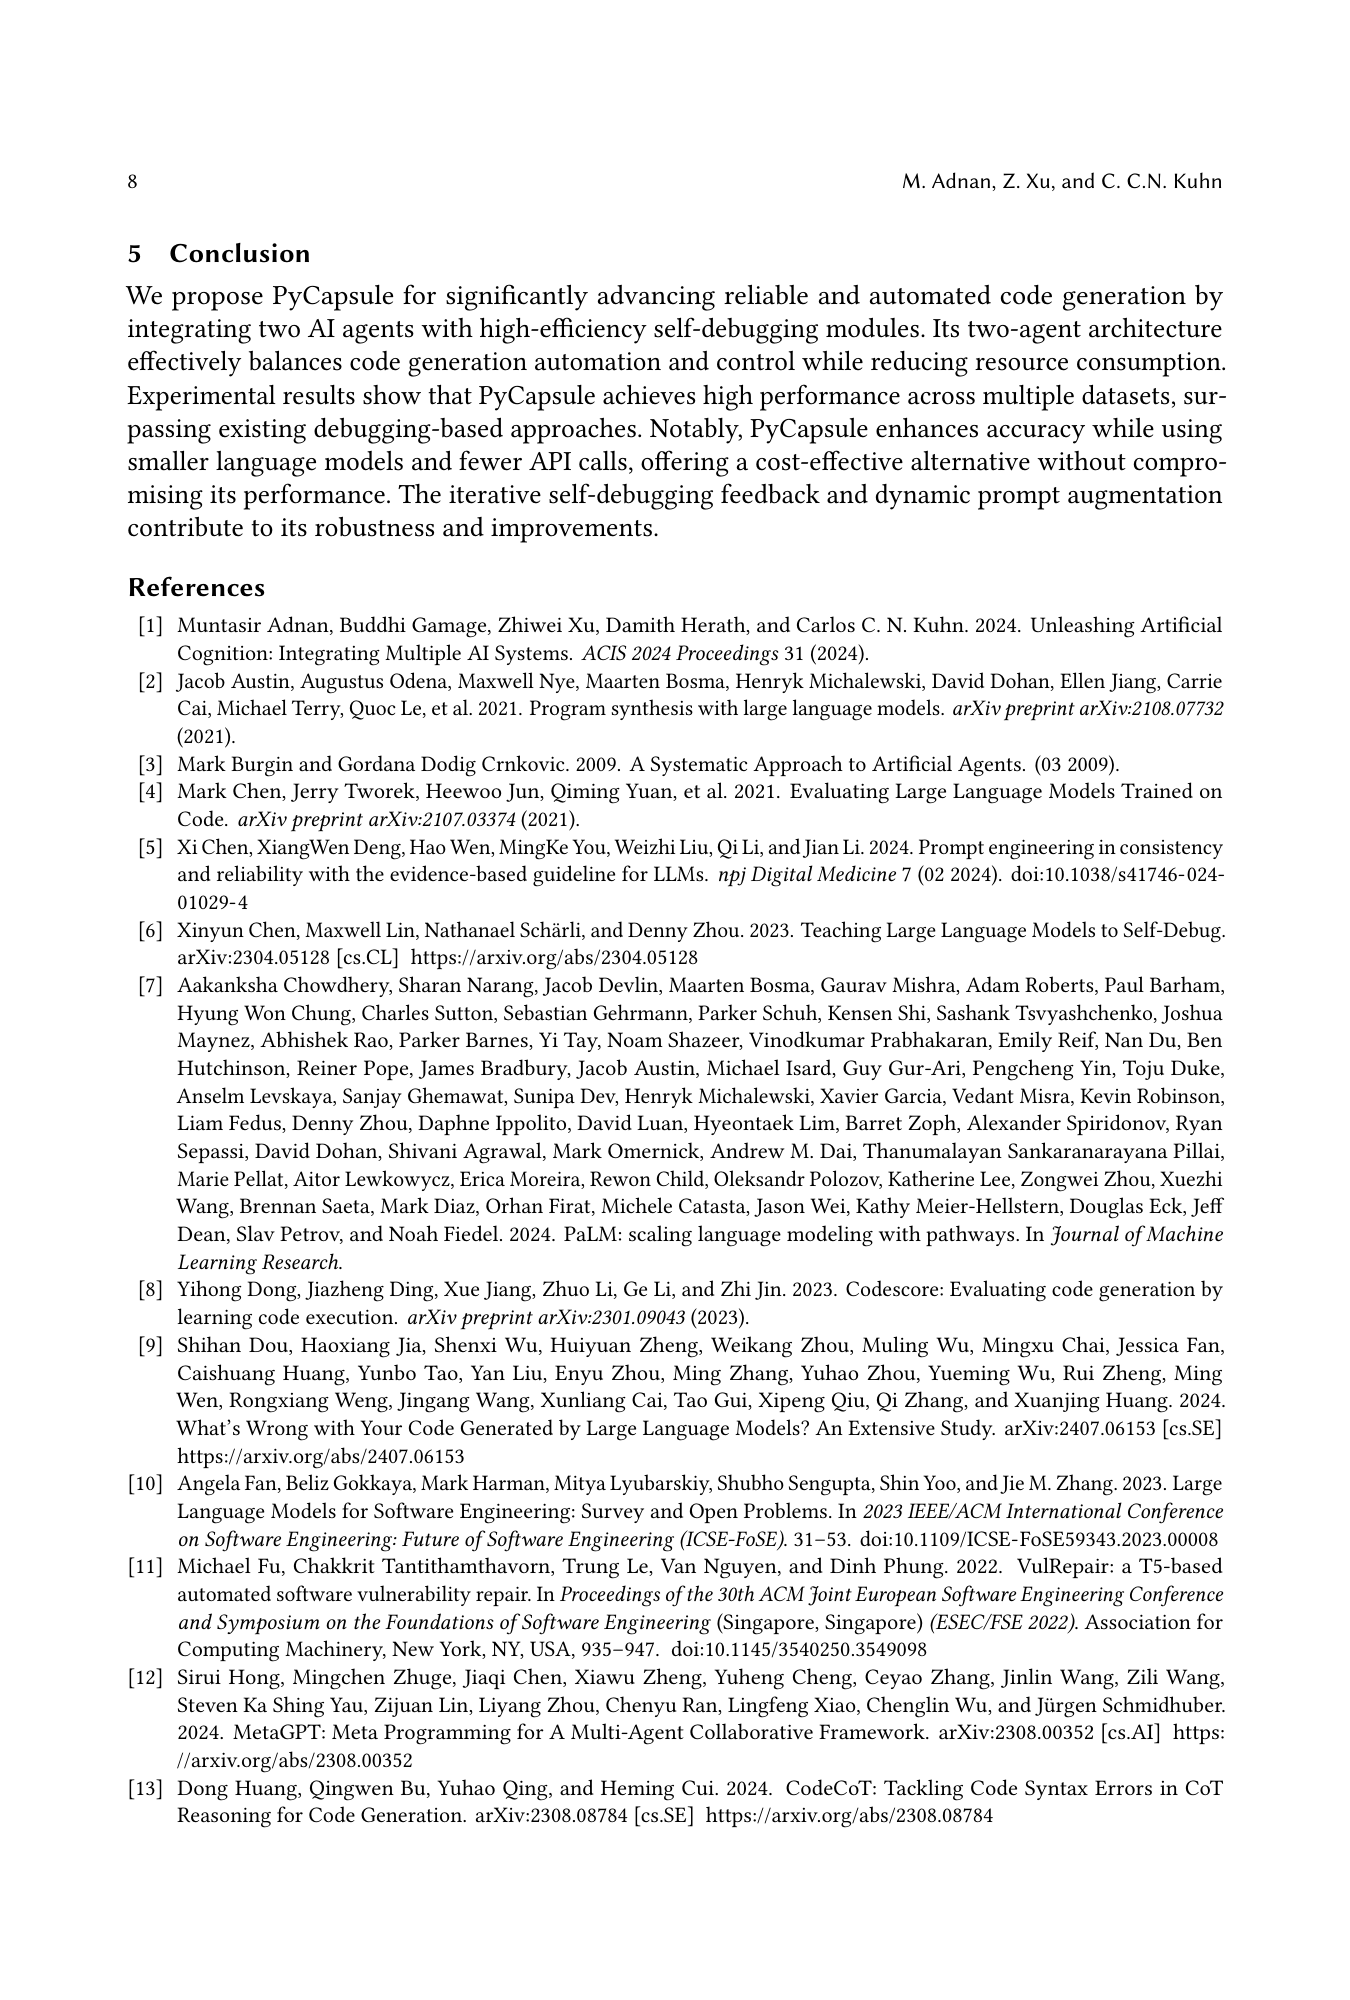 8
M. Adnan, Z. Xu, and C. C.N. Kuhn
5 Conclusion
We propose PyCapsule for significantly advancing reliable and automated code generation by
integrating two AI agents with high-efficiency self-debugging modules. Its two-agent architecture
effectively balances code generation automation and control while reducing resource consumption.
Experimental results show that PyCapsule achieves high performance across multiple datasets, sur-
passing existing debugging-based approaches. Notably, PyCapsule enhances accuracy while using
smaller language models and fewer API calls, offering a cost-effective alternative without compro-
mising its performance. The iterative self-debugging feedback and dynamic prompt augmentation
contribute to its robustness and improvements.
References
[1] Muntasir Adnan, Buddhi Gamage, Zhiwei Xu, Damith Herath, and Carlos C. N. Kuhn. 2024. Unleashing Artificial
Cognition: Integrating Multiple AI Systems. ACIS 2024 Proceedings 31 (2024).
[2] Jacob Austin, Augustus Odena, Maxwell Nye, Maarten Bosma, Henryk Michalewski, David Dohan, Ellen Jiang, Carrie
Cai, Michael Terry, Quoc Le, et al. 2021. Program synthesis with large language models. arXiv preprint arXiv:2108.07732
(2021).
[3] Mark Burgin and Gordana Dodig Crnkovic. 2009. A Systematic Approach to Artificial Agents. (03 2009).
[4] Mark Chen, Jerry Tworek, Heewoo Jun, Qiming Yuan, et al. 2021. Evaluating Large Language Models Trained on
Code. arXiv preprint arXiv:2107.03374 (2021).
[5] Xi Chen, XiangWen Deng, Hao Wen, MingKe You, Weizhi Liu, Qi Li, and Jian Li. 2024. Prompt engineering in consistency
and reliability with the evidence-based guideline for LLMs. npj Digital Medicine 7 (02 2024). doi:10.1038/s41746-024-
01029-4
[6] Xinyun Chen, Maxwell Lin, Nathanael Schärli, and Denny Zhou. 2023. Teaching Large Language Models to Self-Debug.
arXiv:2304.05128 [cs.CL] https://arxiv.org/abs/2304.05128
[7] Aakanksha Chowdhery, Sharan Narang, Jacob Devlin, Maarten Bosma, Gaurav Mishra, Adam Roberts, Paul Barham,
Hyung Won Chung, Charles Sutton, Sebastian Gehrmann, Parker Schuh, Kensen Shi, Sashank Tsvyashchenko, Joshua
Maynez, Abhishek Rao, Parker Barnes, Yi Tay, Noam Shazeer, Vinodkumar Prabhakaran, Emily Reif, Nan Du, Ben
Hutchinson, Reiner Pope, James Bradbury, Jacob Austin, Michael Isard, Guy Gur-Ari, Pengcheng Yin, Toju Duke,
Anselm Levskaya, Sanjay Ghemawat, Sunipa Dev, Henryk Michalewski, Xavier Garcia, Vedant Misra, Kevin Robinson,
Liam Fedus, Denny Zhou, Daphne Ippolito, David Luan, Hyeontaek Lim, Barret Zoph, Alexander Spiridonov, Ryan
Sepassi, David Dohan, Shivani Agrawal, Mark Omernick, Andrew M. Dai, Thanumalayan Sankaranarayana Pillai,
Marie Pellat, Aitor Lewkowycz, Erica Moreira, Rewon Child, Oleksandr Polozov, Katherine Lee, Zongwei Zhou, Xuezhi
Wang, Brennan Saeta, Mark Diaz, Orhan Firat, Michele Catasta, Jason Wei, Kathy Meier-Hellstern, Douglas Eck, Jeff
Dean, Slav Petrov, and Noah Fiedel. 2024. PaLM: scaling language modeling with pathways. In Journal of Machine
Learning Research.
[8] Yihong Dong, Jiazheng Ding, Xue Jiang, Zhuo Li, Ge Li, and Zhi Jin. 2023. Codescore: Evaluating code generation by
learning code execution. arXiv preprint arXiv:2301.09043 (2023).
[9] Shihan Dou, Haoxiang Jia, Shenxi Wu, Huiyuan Zheng, Weikang Zhou, Muling Wu, Mingxu Chai, Jessica Fan,
Caishuang Huang, Yunbo Tao, Yan Liu, Enyu Zhou, Ming Zhang, Yuhao Zhou, Yueming Wu, Rui Zheng, Ming
Wen, Rongxiang Weng, Jingang Wang, Xunliang Cai, Tao Gui, Xipeng Qiu, Qi Zhang, and Xuanjing Huang. 2024.
What's Wrong with Your Code Generated by Large Language Models? An Extensive Study. arXiv:2407.06153 [cs.SE]
https://arxiv.org/abs/2407.06153
[10] Angela Fan, Beliz Gokkaya, Mark Harman, Mitya Lyubarskiy, Shubho Sengupta, Shin Yoo, and Jie M. Zhang. 2023. Large
Language Models for Software Engineering: Survey and Open Problems. In 2023 IEEE/ACM International Conference
on Software Engineering: Future of Software Engineering (ICSE-FoSE). 31–53. doi:10.1109/ICSE-FoSE59343.2023.00008
[11] Michael Fu, Chakkrit Tantithamthavorn, Trung Le, Van Nguyen, and Dinh Phung. 2022. VulRepair: a T5-based
automated software vulnerability repair. In Proceedings of the 30th ACM Joint European Software Engineering Conference
and Symposium on the Foundations of Software Engineering (Singapore, Singapore) (ESEC/FSE 2022). Association for
Computing Machinery, New York, NY, USA, 935–947. doi:10.1145/3540250.3549098
[12] Sirui Hong, Mingchen Zhuge, Jiaqi Chen, Xiawu Zheng, Yuheng Cheng, Ceyao Zhang, Jinlin Wang, Zili Wang,
Steven Ka Shing Yau, Zijuan Lin, Liyang Zhou, Chenyu Ran, Lingfeng Xiao, Chenglin Wu, and Jürgen Schmidhuber.
2024. MetaGPT: Meta Programming for A Multi-Agent Collaborative Framework. arXiv:2308.00352 [cs.AI] https:
//arxiv.org/abs/2308.00352
[13] Dong Huang, Qingwen Bu, Yuhao Qing, and Heming Cui. 2024. CodeCoT: Tackling Code Syntax Errors in CoT
Reasoning for Code Generation. arXiv:2308.08784 [cs.SE] https://arxiv.org/abs/2308.08784